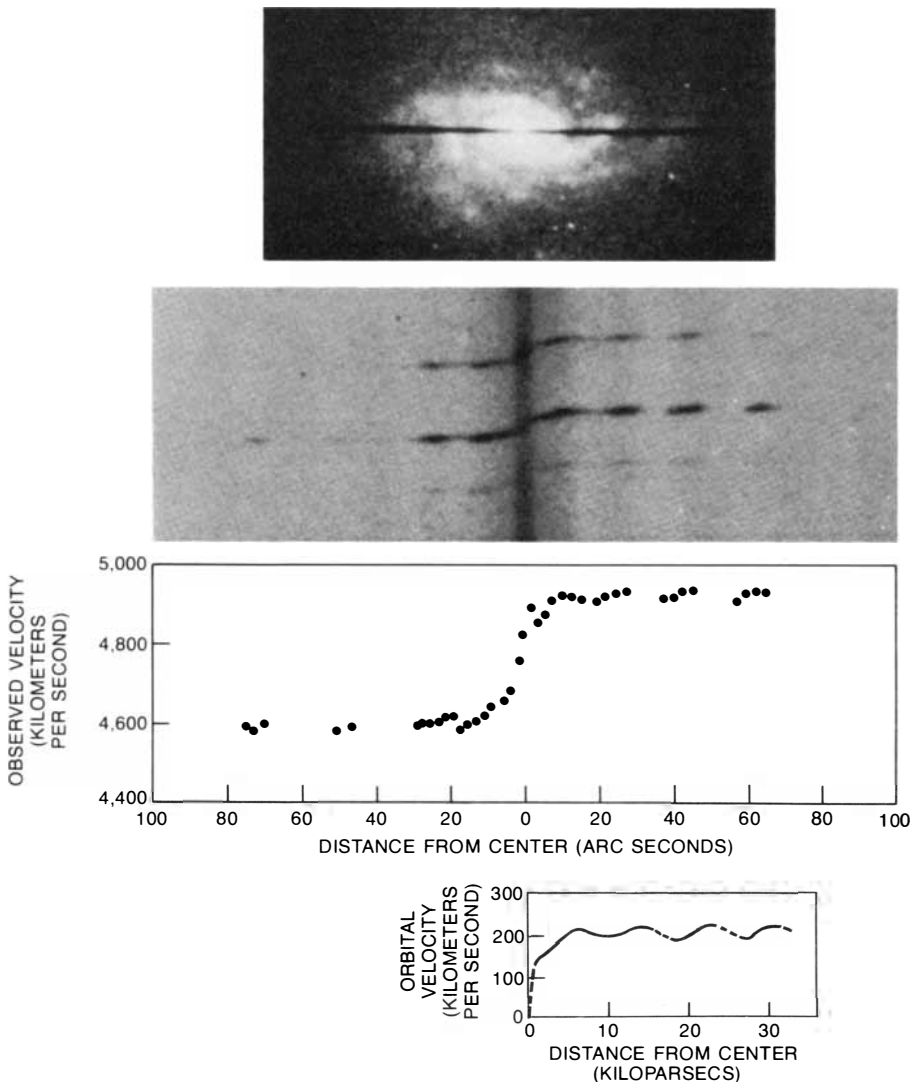 5,000
4,800
4,600
4,400
OBSERVED VELOCITY
(KILOMETERS
PER SECOND)
100 80 60 40 20 0 20 40 60 80 100
DISTANCE FROM CENTER (ARC SECONDS)
300
200
100
0
ORBITAL
VELOCITY
(KILOMETERS
PER SECOND)
0 10 20 30
DISTANCE FROM CENTER
(KILOPARSECS)